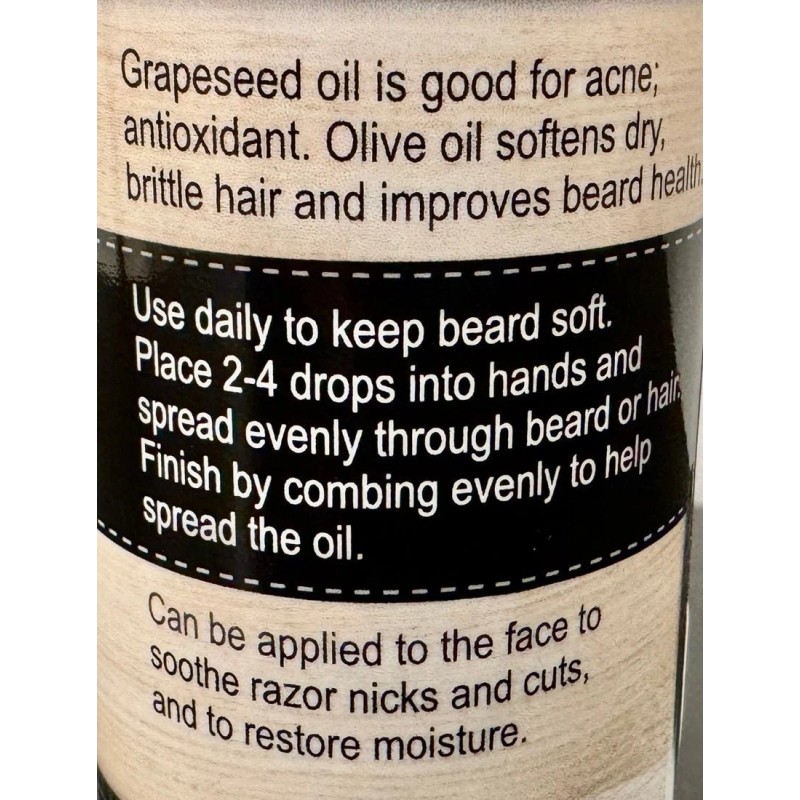 Grapeseed oil is good for acne;
antioxidant. Olive oil softens dry,
brittle hair and improves beard health.
Use daily to keep beard soft.
Place 2-4 drops into hands and
spread evenly through beard or hair.
Finish by combing evenly to help
spread the oil.
Can be applied to the face to
soothe razor nicks and cuts,
and to restore moisture.